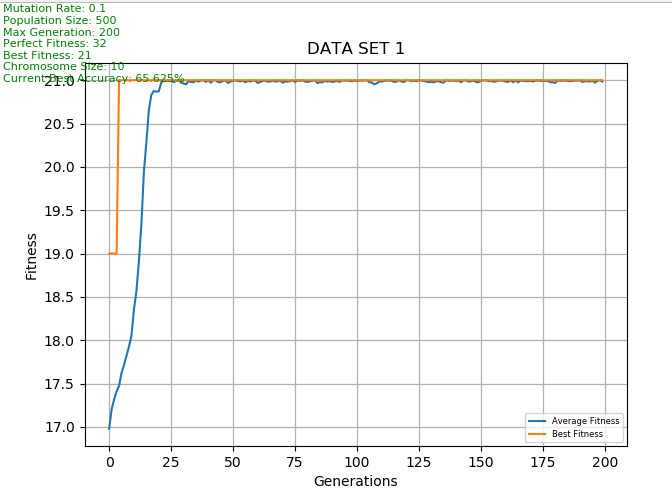 Mutation Rate: 0.1
Population Size: 500
Max Generation: 200
Perfect Fitness: 32
Best Fitness: 21
Chromosome Size: 10
Current Best Accuracy: 65.625%
DATA SET 1
21.0
20.5
20.0
19.5
19.0
18.5
18.0
17.5
17.0
Fitness
0 25 50 75 100 125 150 175 200
Generations
Average Fitness
Best Fitness